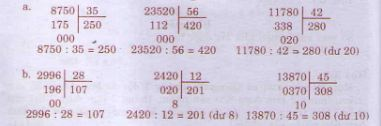 a.
8750 | 35    23520 | 56    11780 | 42
175 | 250    112 | 420    338 | 280
000    000    020
8750 : 35 = 250    23520 : 56 = 420    11780 : 42 = 280 (dư 20)
b. 2996 | 28    2420 | 12    13870 | 45
196 | 107    020 | 201    0370 | 308
00    8    10
2996 : 28 = 107    2420 : 12 = 201 (dư 8)    13870 : 45 = 308 (dư 10)